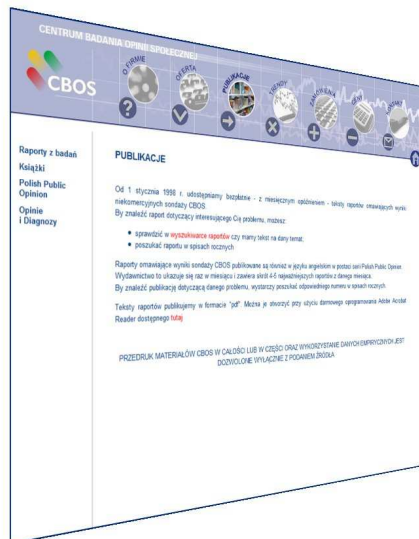 CENTRUM BADANIA OPINII SPOŁECZNEJ
CBOS
O FIRMIE
OFERTA
PUBLIKACJE
TRENDY
ZAMÓWIENIA
CENY
KONTAKT
Raporty z badań
Książki
Polish Public
Opinion
Opinie
i Diagnozy
PUBLIKACJE
Od 1 stycznia 1998 r. udostępniamy bezpłatnie - z miesięcznym opóźnieniem - teksty raportów omawiających wyniki
niekomercyjnych sondaży CBOS.
By znaleźć raport dotyczący interesującego Cię problemu, możesz:
sprawdzić w wyszukiwarce raportów czy mamy tekst na dany temat;
poszukać raportu w spisach rocznych
Raporty omawiające wyniki sondaży CBOS publikowane są również w języku angielskim w postaci serii Polish Public Opinion.
Wydawnictwo to ukazuje się raz w miesiącu i zawiera skrót 4-5 najważniejszych raportów z danego miesiąca.
By znaleźć publikację dotyczącą danego problemu, wystarczy poszukać odpowiedniego numeru w spisach rocznych.
Teksty raportów publikujemy w formacie "pdf". Można je otworzyć przy użyciu darmowego oprogramowania Adobe Acrobat
Reader dostępnego tutaj
PRZEDRUK MATERIAŁÓW CBOS W CAŁOŚCI LUB W CZĘŚCI ORAZ WYKORZYSTANIE DANYCH EMPIRYCZNYCH JEST
DOZWOLONE WYŁĄCZNIE Z PODANIEM ŹRÓDŁA